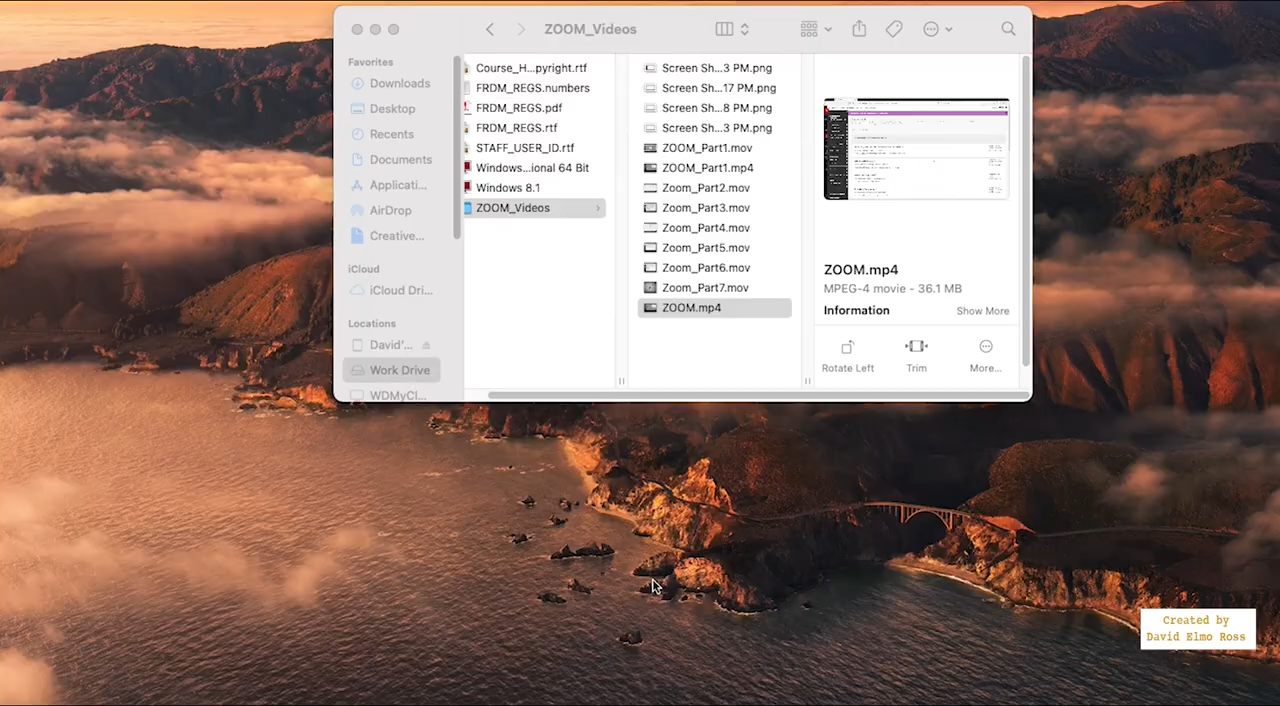 ZOOM_Videos
Favorites
Downloads
Desktop
Recents
Documents
Applicati...
AirDrop
Creative...
iCloud
iCloud Dri...
Locations
David'...
Work Drive
WDMyCl...
Course_H...pyright.rtf
FRDM_REGS.numbers
FRDM_REGS.pdf
FRDM_REGS.rtf
STAFF_USER_ID.rtf
Windows...ional 64 Bit
Windows 8.1
ZOOM_Videos
Screen Sh...3 PM.png
Screen Sh...17 PM.png
Screen Sh...8 PM.png
Screen Sh...3 PM.png
ZOOM_Part1.mov
ZOOM_Part1.mp4
Zoom_Part2.mov
Zoom_Part3.mov
Zoom_Part4.mov
Zoom_Part5.mov
Zoom_Part6.mov
Zoom_Part7.mov
ZOOM.mp4
ZOOM.mp4
MPEG-4 movie - 36.1 MB
Information Show More
Rotate Left Trim More...
Created by
David Elmo Ross